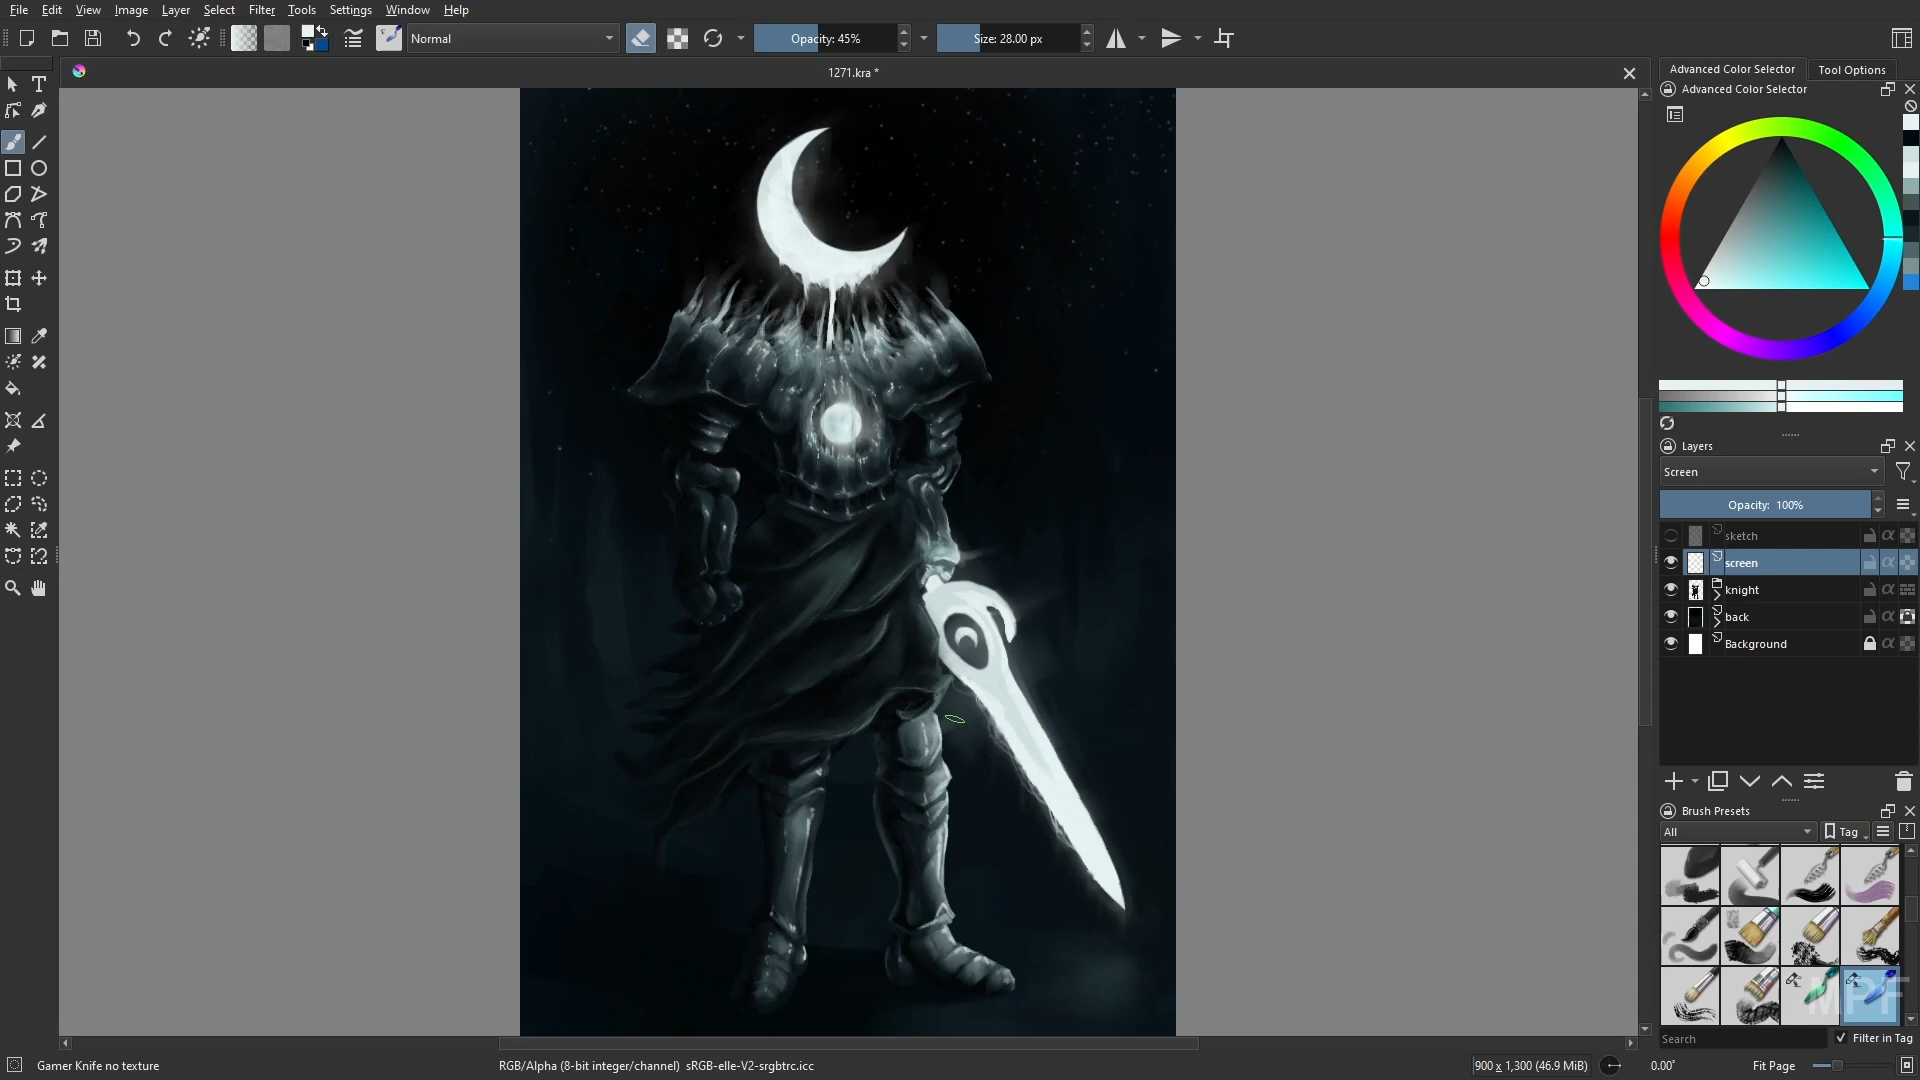 File Edit View Image Layer Select Filter Tools Settings Window Help
Normal
Opacity: 45%
Size: 28.00 px
1271.kra *
Advanced Color Selector
Tool Options
Advanced Color Selector
Layers
Screen
Opacity: 100%
sketch
screen
knight
back
Background
Brush Presets
All
Tag
MPF
Search
Filter in Tag
Gamer Knife no texture
RGB/Alpha (8-bit integer/channel) sRGB-elle-V2-srgbtrc.icc
900 x 1,300 (46.9 MiB)
0.00°
Fit Page